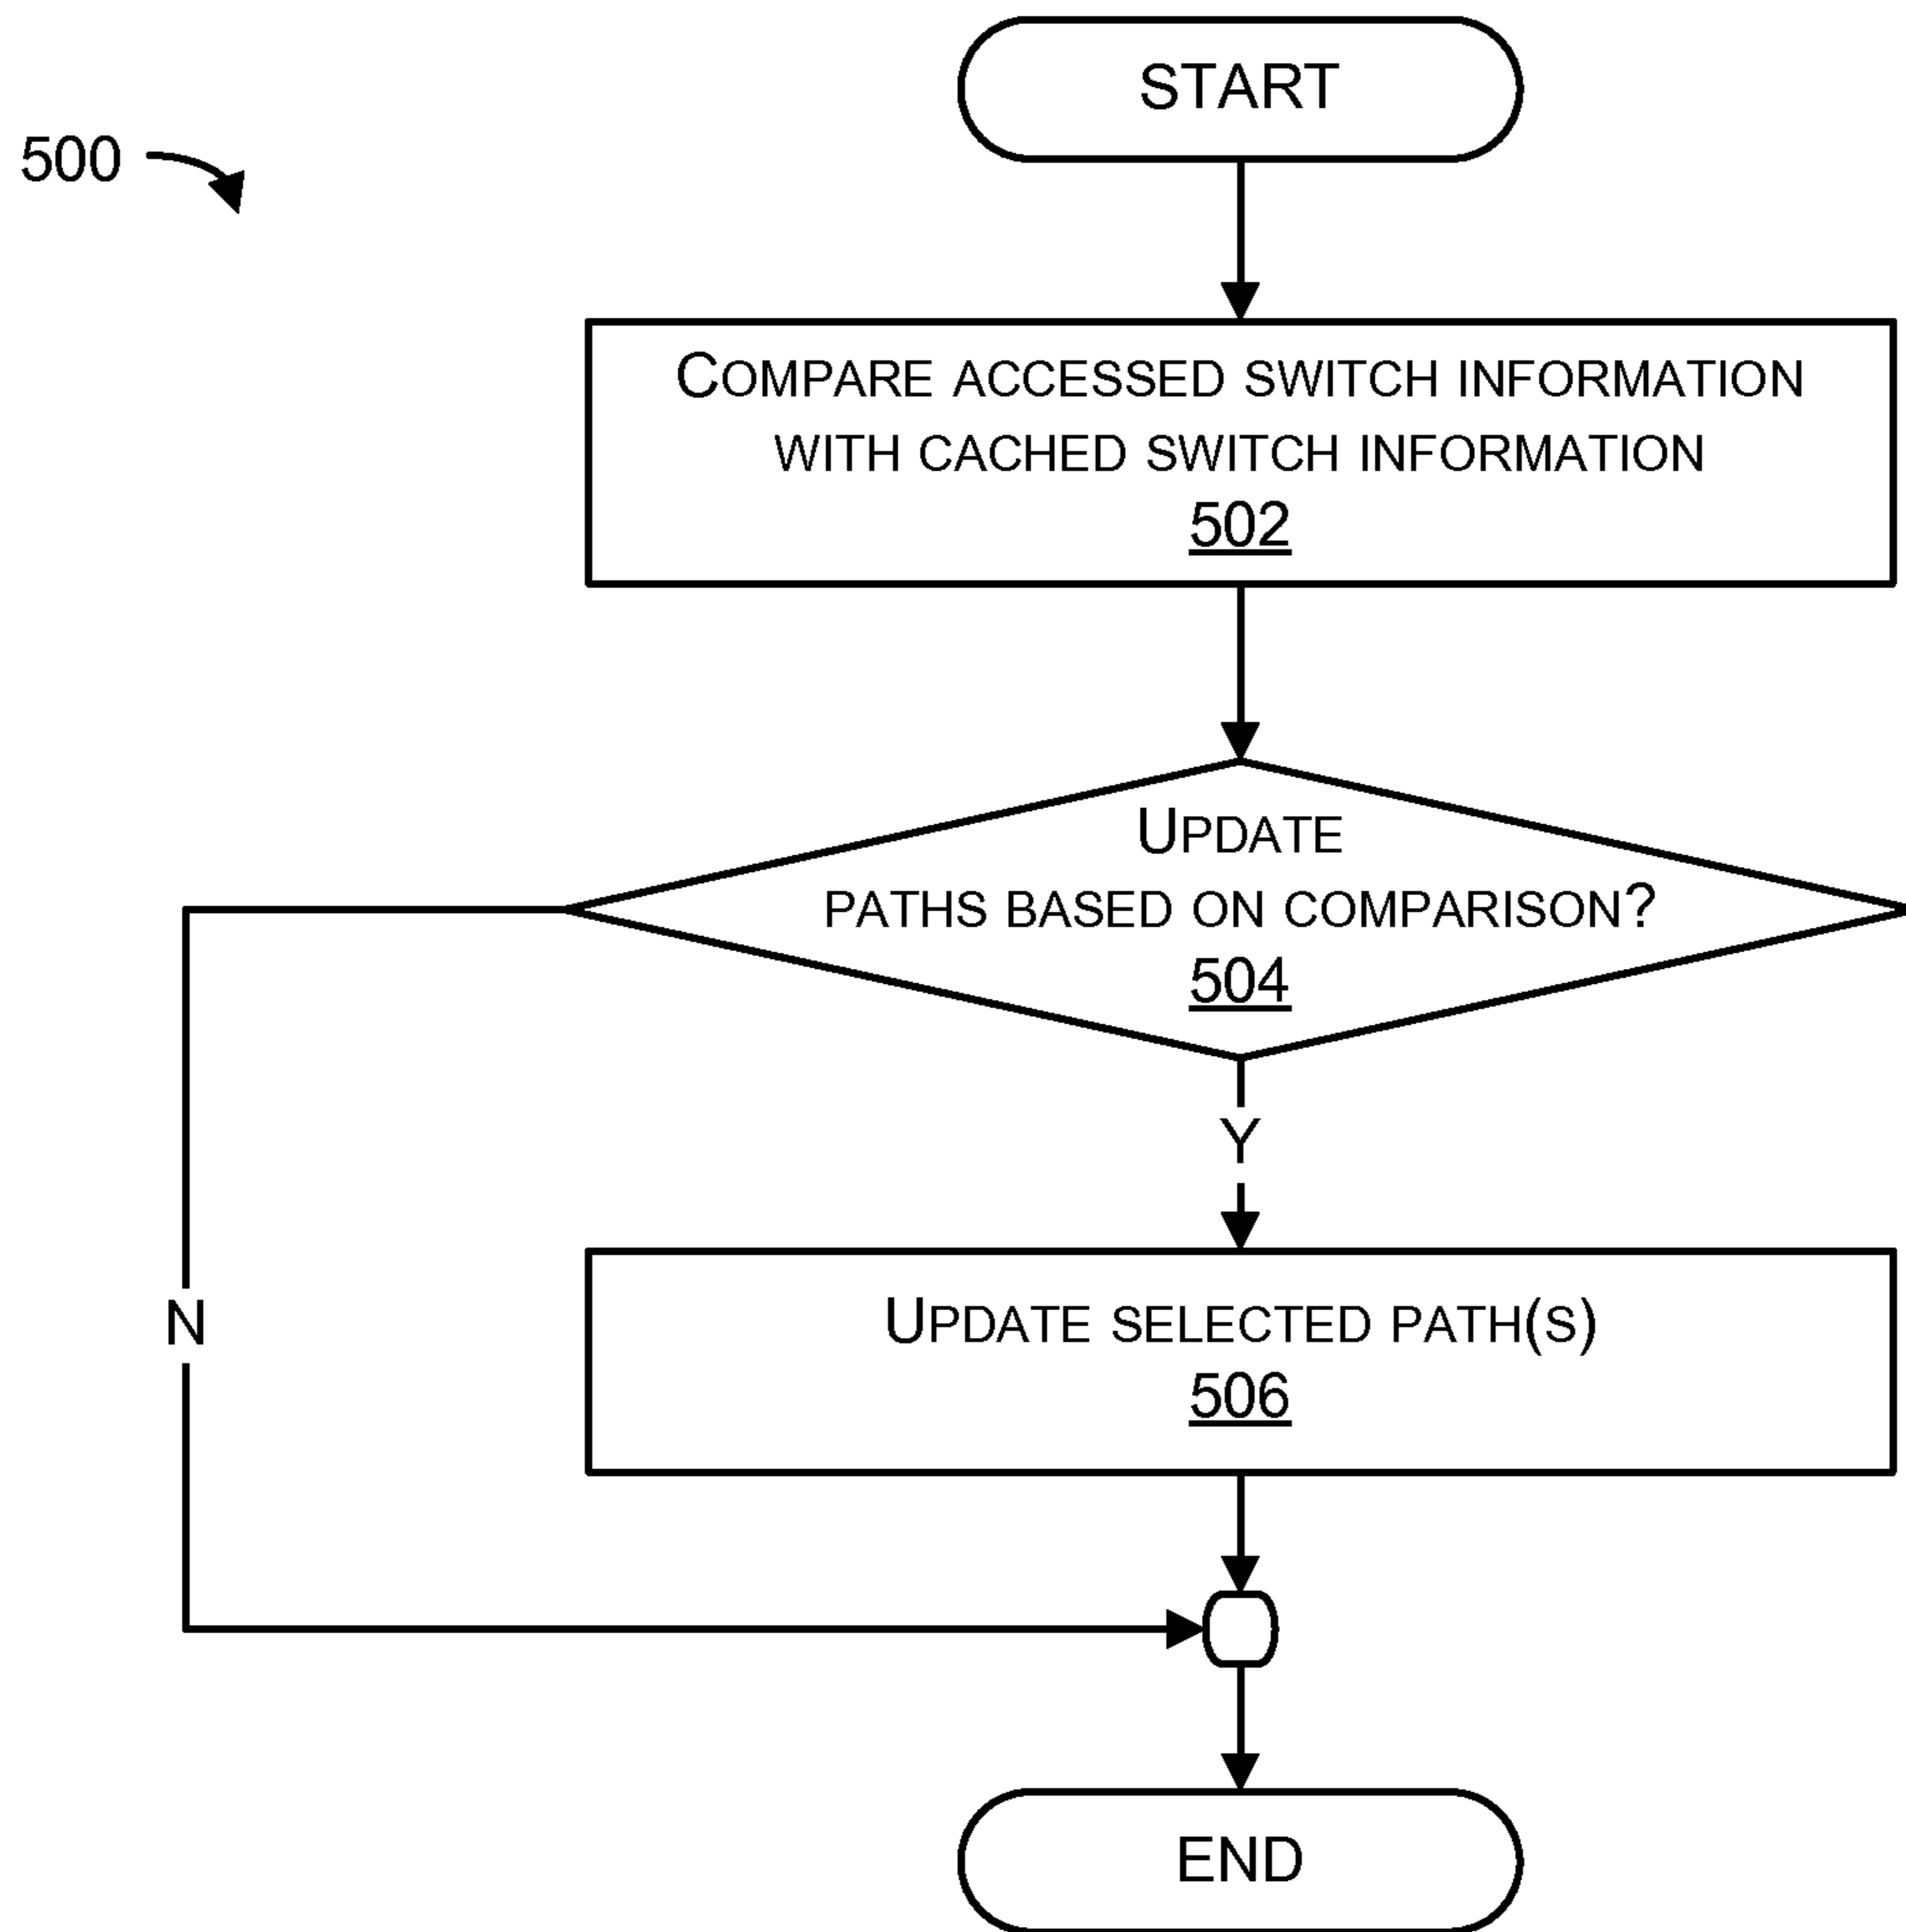 START
500
COMPARE ACCESSED SWITCH INFORMATION
WITH CACHED SWITCH INFORMATION
502
UPDATE
PATHS BASED ON COMPARISON?
504
Y
N
UPDATE SELECTED PATH(S)
506
END